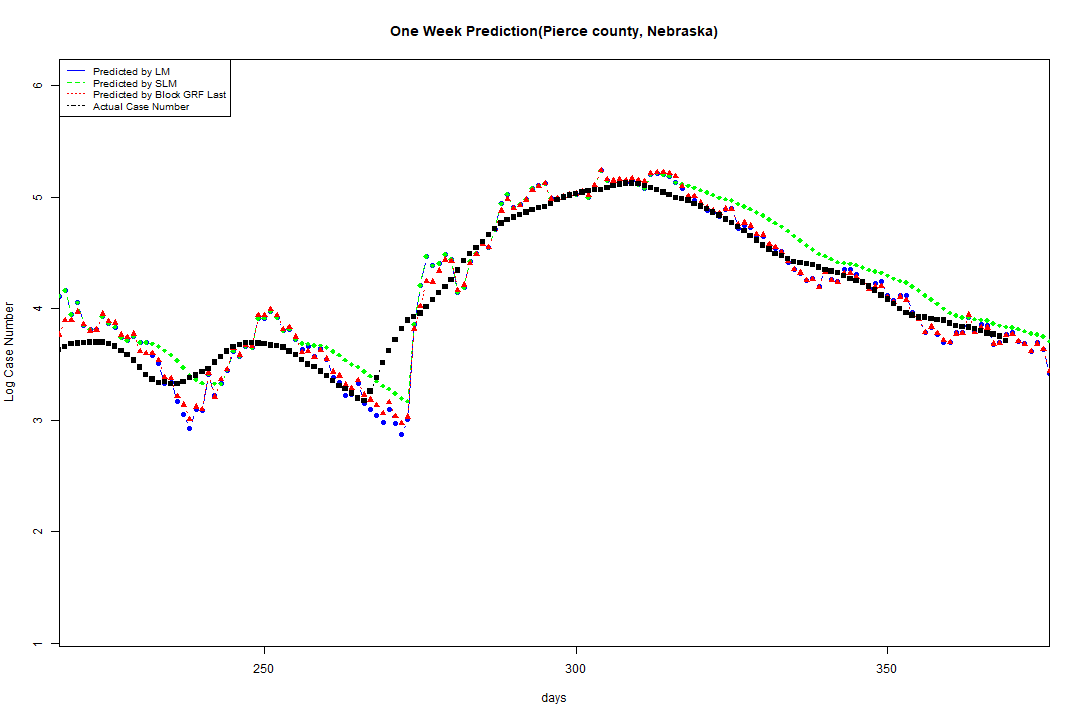 One Week Prediction(Pierce county, Nebraska)
Predicted by LM
Predicted by SLM
Predicted by Block GRF Last
Actual Case Number
6
5
4
3
2
1
Log Case Number
250
300
350
days